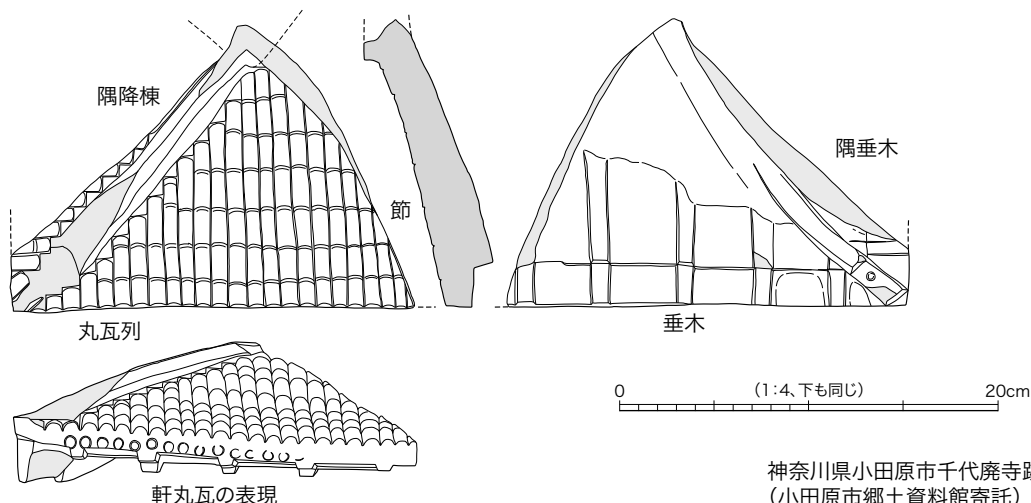 隅降棟
節
隅垂木
丸瓦列
垂木
0 (1:4、下も同じ) 20cm
軒丸瓦の表現
神奈川県小田原市千代廃寺跡
(小田原市郷土資料館寄託)